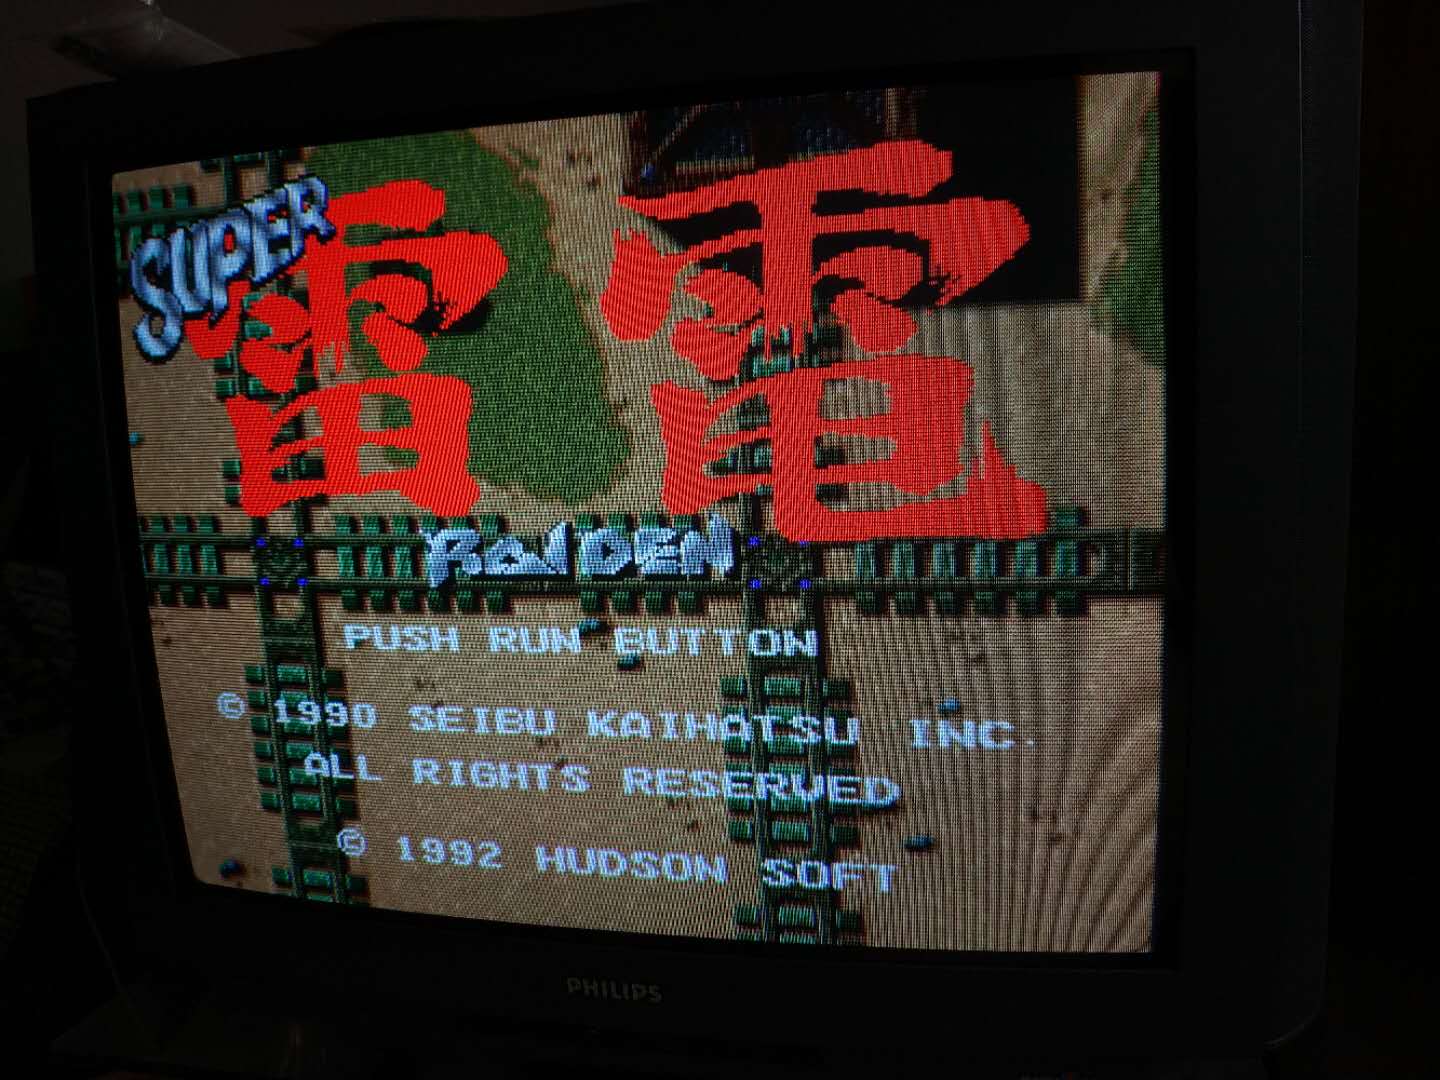 SUPER
雷電
RAIDEN
PUSH RUN BUTTON
© 1990 SEIBU KAIHATSU INC.
ALL RIGHTS RESERVED
© 1992 HUDSON SOFT
PHILIPS